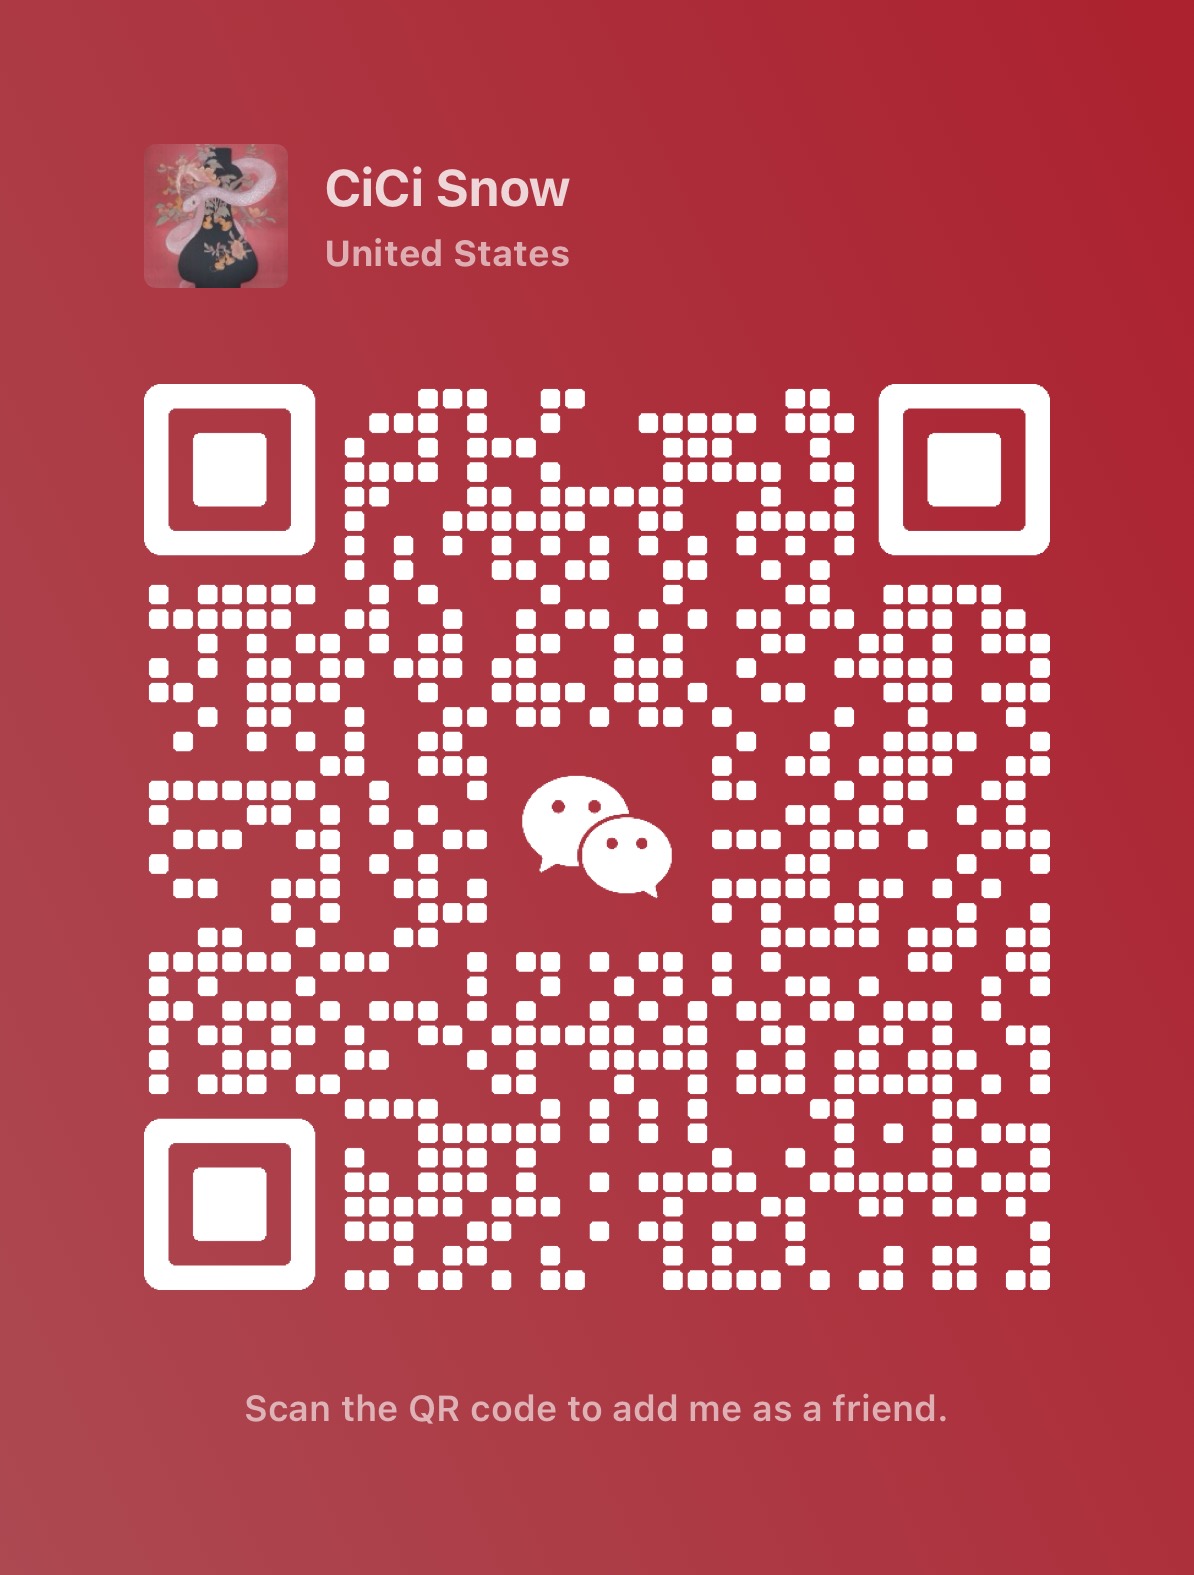 CiCi Snow
United States
Scan the QR code to add me as a friend.